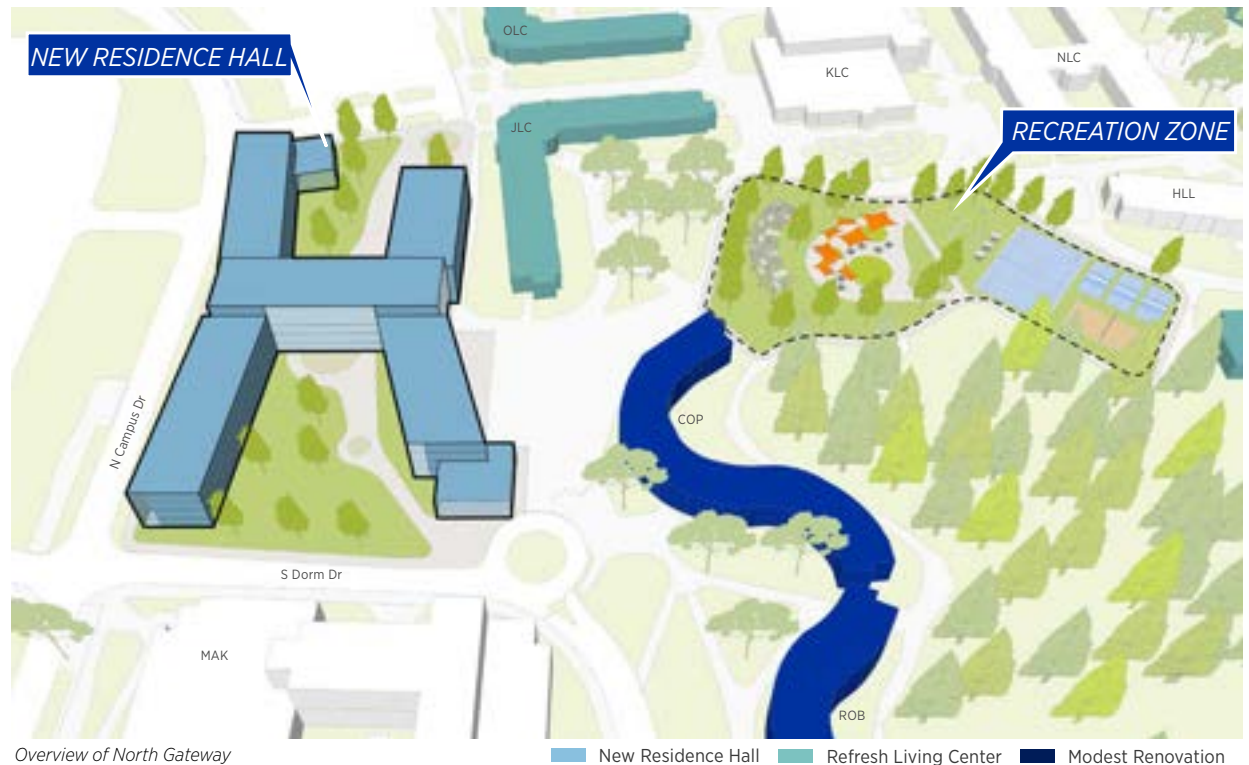 OLC
NEW RESIDENCE HALL
KLC
NLC
JLC
RECREATION ZONE
HLL
COP
N Campus Dr
S Dorm Dr
MAK
ROB
Overview of North Gateway
New Residence Hall
Refresh Living Center
Modest Renovation